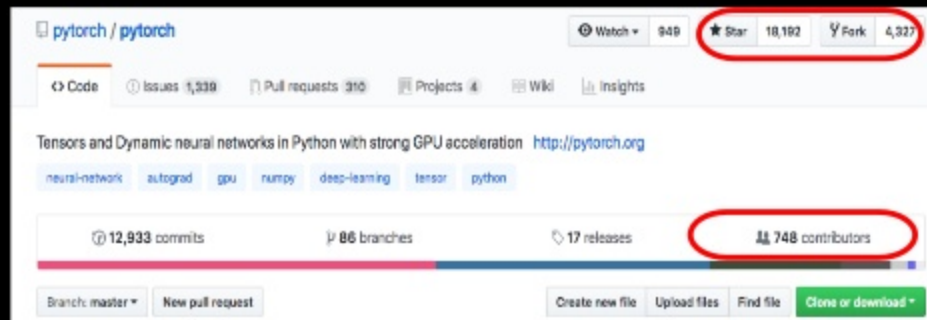 pytorch / pytorch
Watch 949 Star 18,192 Fork 4,327
Code Issues 1,339 Pull requests 310 Projects 4 Wiki Insights
Tensors and Dynamic neural networks in Python with strong GPU acceleration http://pytorch.org
neural-network autograd gpu numpy deep-learning tensor python
12,933 commits 86 branches 17 releases 748 contributors
Branch: master New pull request Create new file Upload files Find file Clone or download